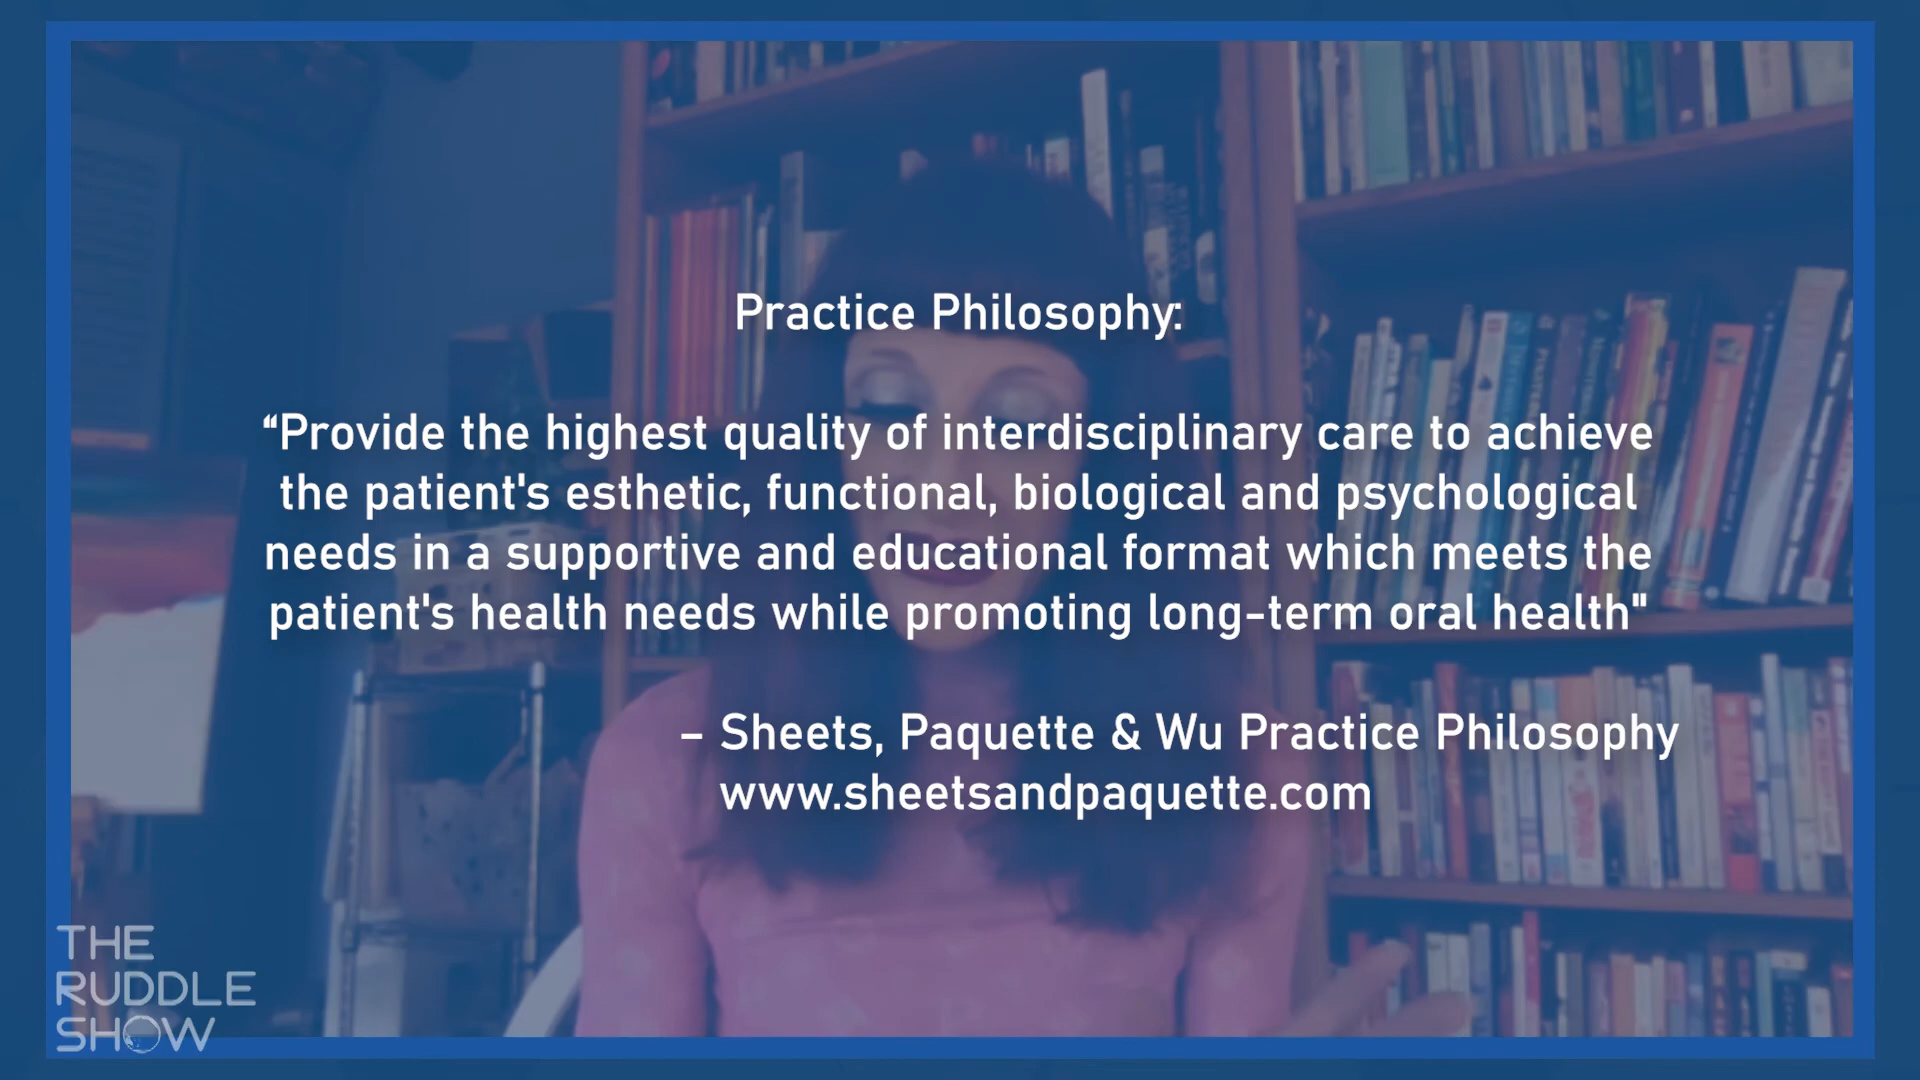 Practice Philosophy:
“Provide the highest quality of interdisciplinary care to achieve
the patient's esthetic, functional, biological and psychological
needs in a supportive and educational format which meets the
patient's health needs while promoting long-term oral health"
– Sheets, Paquette & Wu Practice Philosophy
www.sheetsandpaquette.com
THE
RUDDLE
SHOW